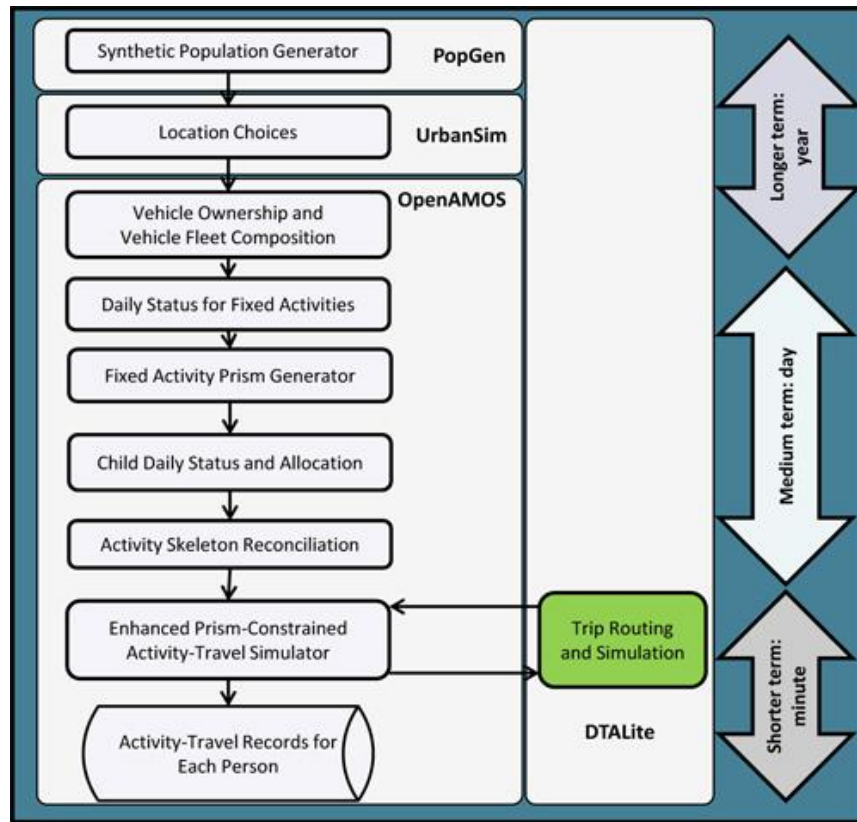 Synthetic Population Generator
PopGen
Location Choices
UrbanSim
OpenAMOS
Vehicle Ownership and
Vehicle Fleet Composition
Daily Status for Fixed Activities
Fixed Activity Prism Generator
Child Daily Status and Allocation
Activity Skeleton Reconciliation
Enhanced Prism-Constrained
Activity-Travel Simulator
Activity-Travel Records for
Each Person
Trip Routing
and Simulation
DTALite
Longer term:
year
Medium term: day
Shorter term:
minute